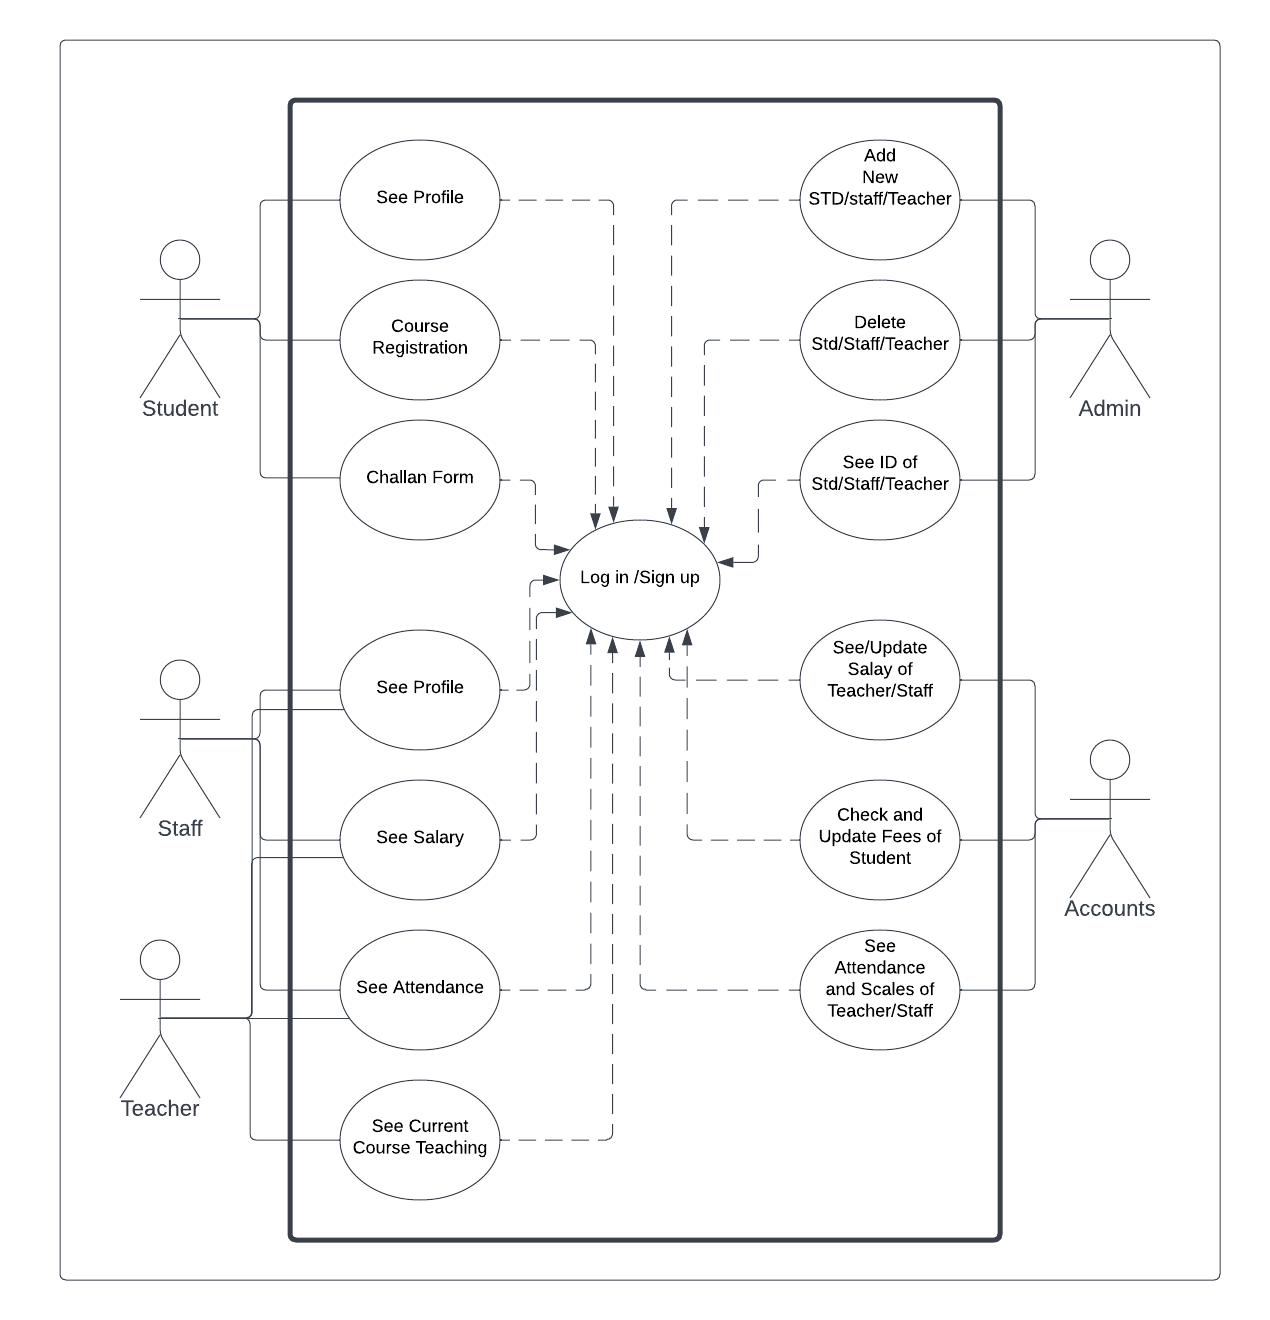 See Profile
Course
Registration
Challan Form
Student
Add
New
STD/staff/Teacher
Delete
Std/Staff/Teacher
See ID of
Std/Staff/Teacher
Admin
Log in /Sign up
See Profile
See Salary
See Attendance
See Current
Course Teaching
Staff
Teacher
See/Update
Salay of
Teacher/Staff
Check and
Update Fees of
Student
See
Attendance
and Scales of
Teacher/Staff
Accounts